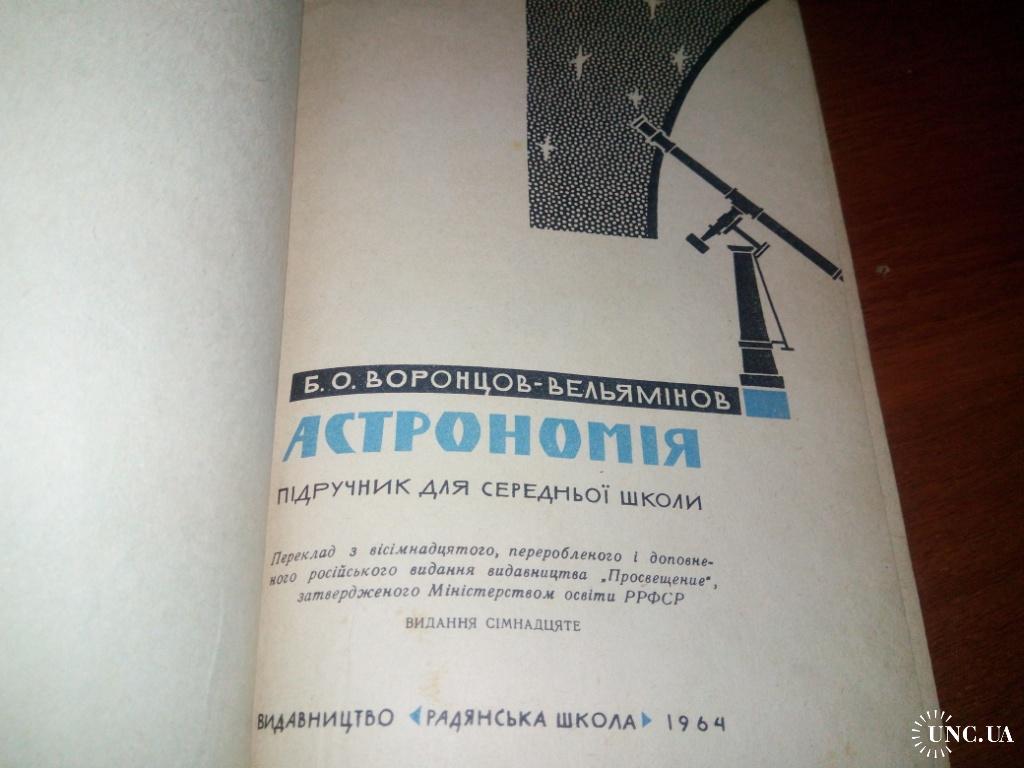 Б. О. ВОРОНЦОВ-ВЕЛЬЯМІНОВ
АСТРОНОМІЯ
ПІДРУЧНИК ДЛЯ СЕРЕДНЬОЇ ШКОЛИ
Переклад з вісімнадцятого, переробленого і доповне-
ного російського видання видавництва „Просвещение",
затвердженого Міністерством освіти РРФСР
ВИДАННЯ СІМНАДЦЯТЕ
ВИДАВНИЦТВО «РАДЯНСЬКА ШКОЛА» 1964
UNC.UA